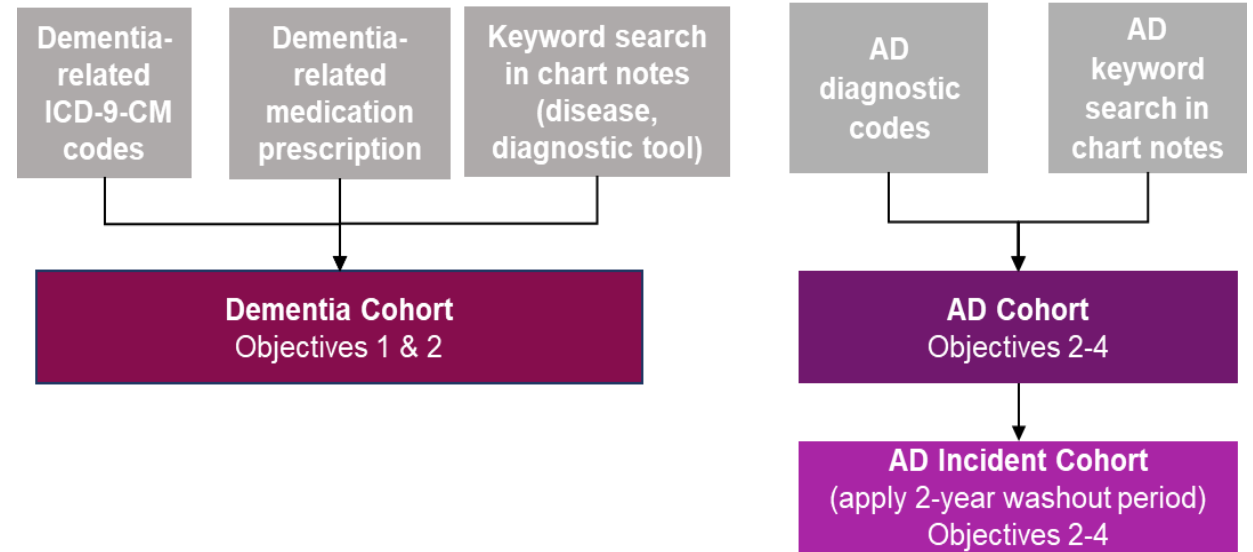 Dementia-
related
ICD-9-CM
codes
Dementia-
related
medication
prescription
Keyword search
in chart notes
(disease,
diagnostic tool)
AD
diagnostic
codes
AD
keyword
search in
chart notes
Dementia Cohort
Objectives 1 & 2
AD Cohort
Objectives 2-4
AD Incident Cohort
(apply 2-year washout period)
Objectives 2-4